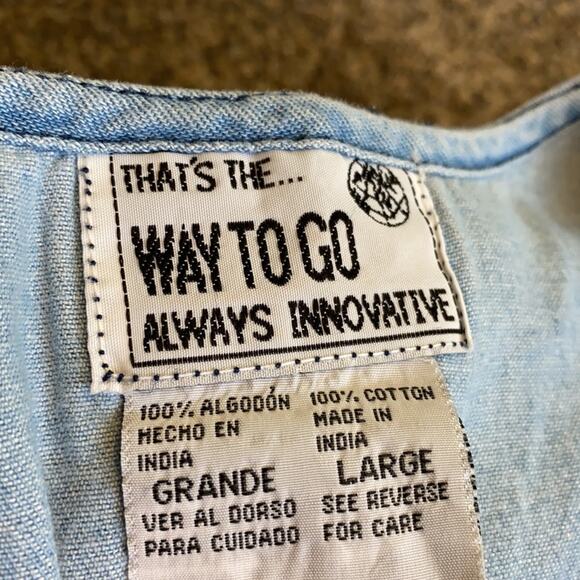 THAT'S THE...
WAY TO GO
ALWAYS INNOVATIVE
100% ALGODÓN
HECHO EN
INDIA
GRANDE
VER AL DORSO
PARA CUIDADO
100% COTTON
MADE IN
INDIA
LARGE
SEE REVERSE
FOR CARE